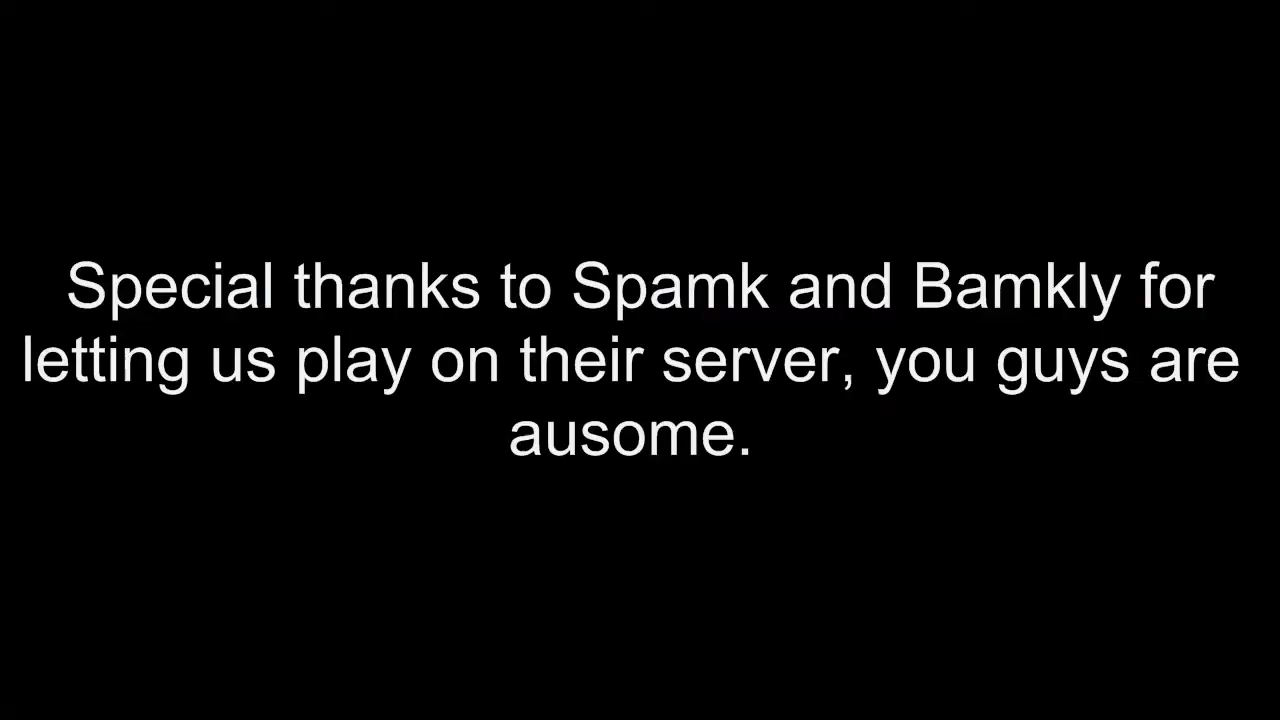 Special thanks to Spamk and Bamkly for
letting us play on their server, you guys are
ausome.